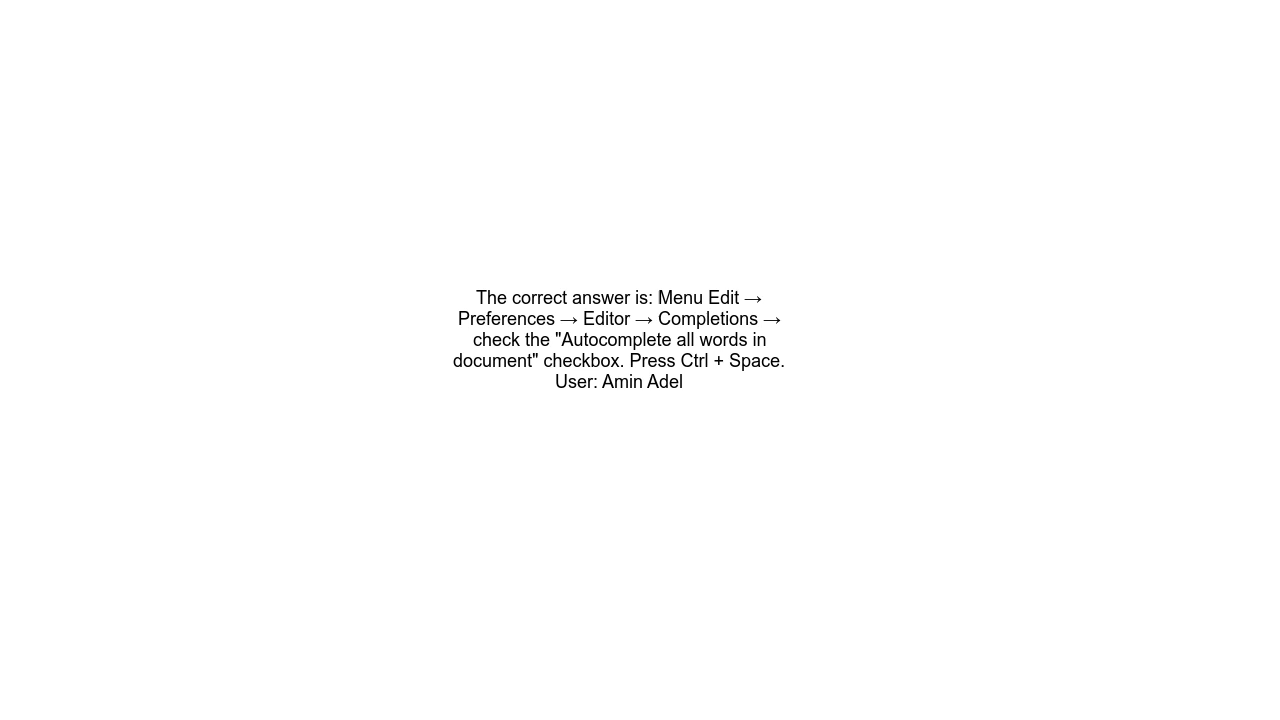 The correct answer is: Menu Edit →
Preferences → Editor → Completions →
check the "Autocomplete all words in
document" checkbox. Press Ctrl + Space.
User: Amin Adel